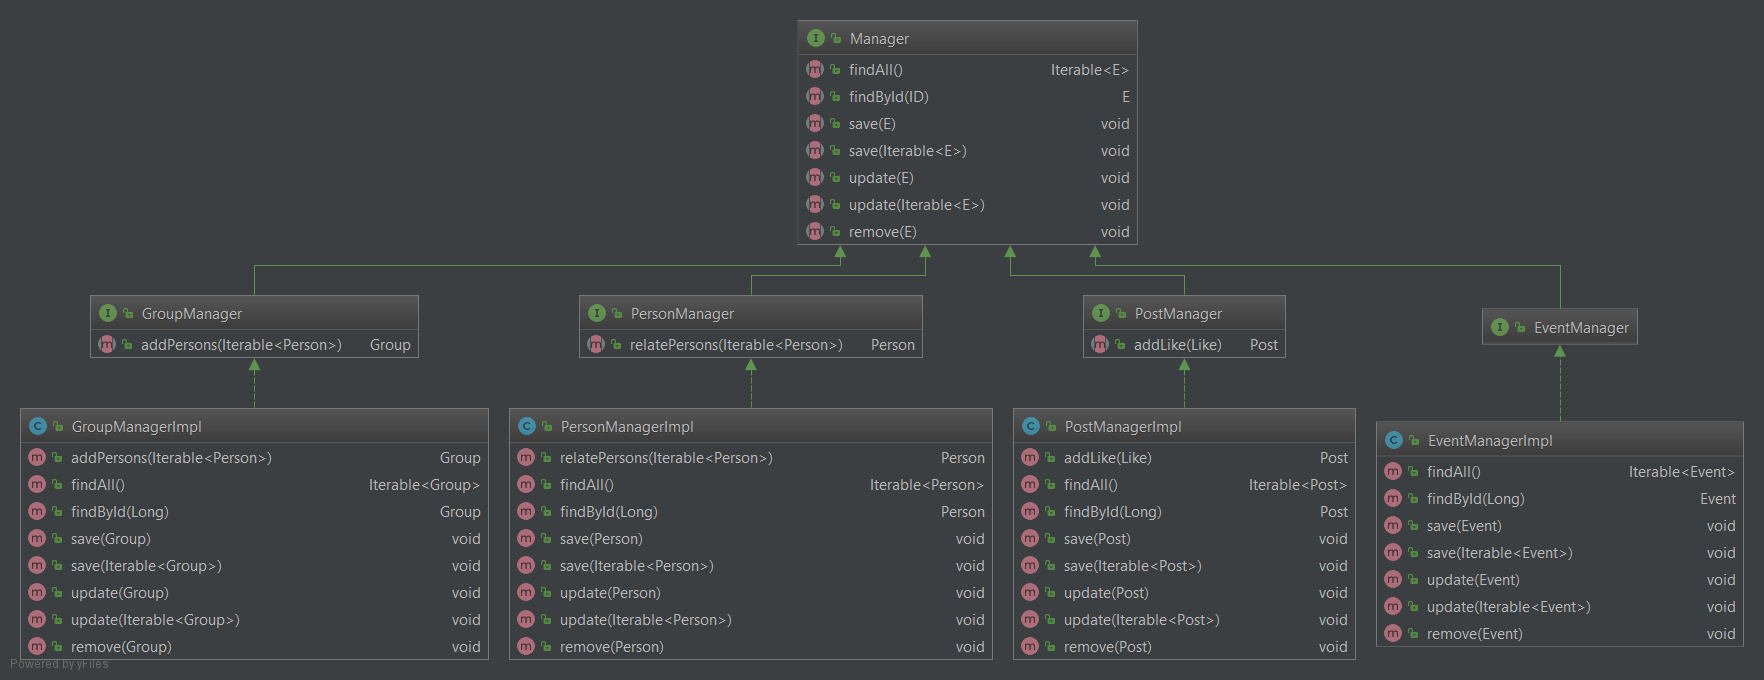 Manager
findAll() Iterable<E>
findById(ID) E
save(E) void
save(Iterable<E>) void
update(E) void
update(Iterable<E>) void
remove(E) void
GroupManager
addPersons(Iterable<Person>) Group
PersonManager
relatePersons(Iterable<Person>) Person
PostManager
addLike(Like) Post
EventManager
GroupManagerImpl
addPersons(Iterable<Person>) Group
findAll() Iterable<Group>
findById(Long) Group
save(Group) void
save(Iterable<Group>) void
update(Group) void
update(Iterable<Group>) void
remove(Group) void
PersonManagerImpl
relatePersons(Iterable<Person>) Person
findAll() Iterable<Person>
findById(Long) Person
save(Person) void
save(Iterable<Person>) void
update(Person) void
update(Iterable<Person>) void
remove(Person) void
PostManagerImpl
addLike(Like) Post
findAll() Iterable<Post>
findById(Long) Post
save(Post) void
save(Iterable<Post>) void
update(Post) void
update(Iterable<Post>) void
remove(Post) void
EventManagerImpl
findAll() Iterable<Event>
findById(Long) Event
save(Event) void
save(Iterable<Event>) void
update(Event) void
update(Iterable<Event>) void
remove(Event) void
Powered by yFiles